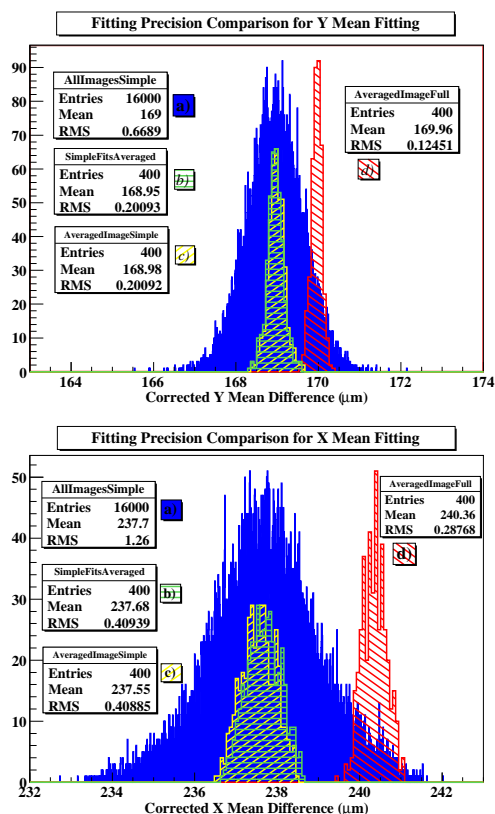 Fitting Precision Comparison for Y Mean Fitting
AllImagesSimple
Entries 16000
Mean 169
RMS 0.6689
a)
SimpleFitsAveraged
Entries 400
Mean 168.95
RMS 0.20093
b)
AveragedImageSimple
Entries 400
Mean 168.98
RMS 0.20092
c)
AveragedImageFull
Entries 400
Mean 169.96
RMS 0.12451
d)
90
80
70
60
50
40
30
20
10
0
164 166 168 170 172 174
Corrected Y Mean Difference (μm)
Fitting Precision Comparison for X Mean Fitting
AllImagesSimple
Entries 16000
Mean 237.7
RMS 1.26
a)
SimpleFitsAveraged
Entries 400
Mean 237.68
RMS 0.40939
b)
AveragedImageSimple
Entries 400
Mean 237.55
RMS 0.40885
c)
AveragedImageFull
Entries 400
Mean 240.36
RMS 0.28768
d)
50
40
30
20
10
0
232 234 236 238 240 242
Corrected X Mean Difference (μm)